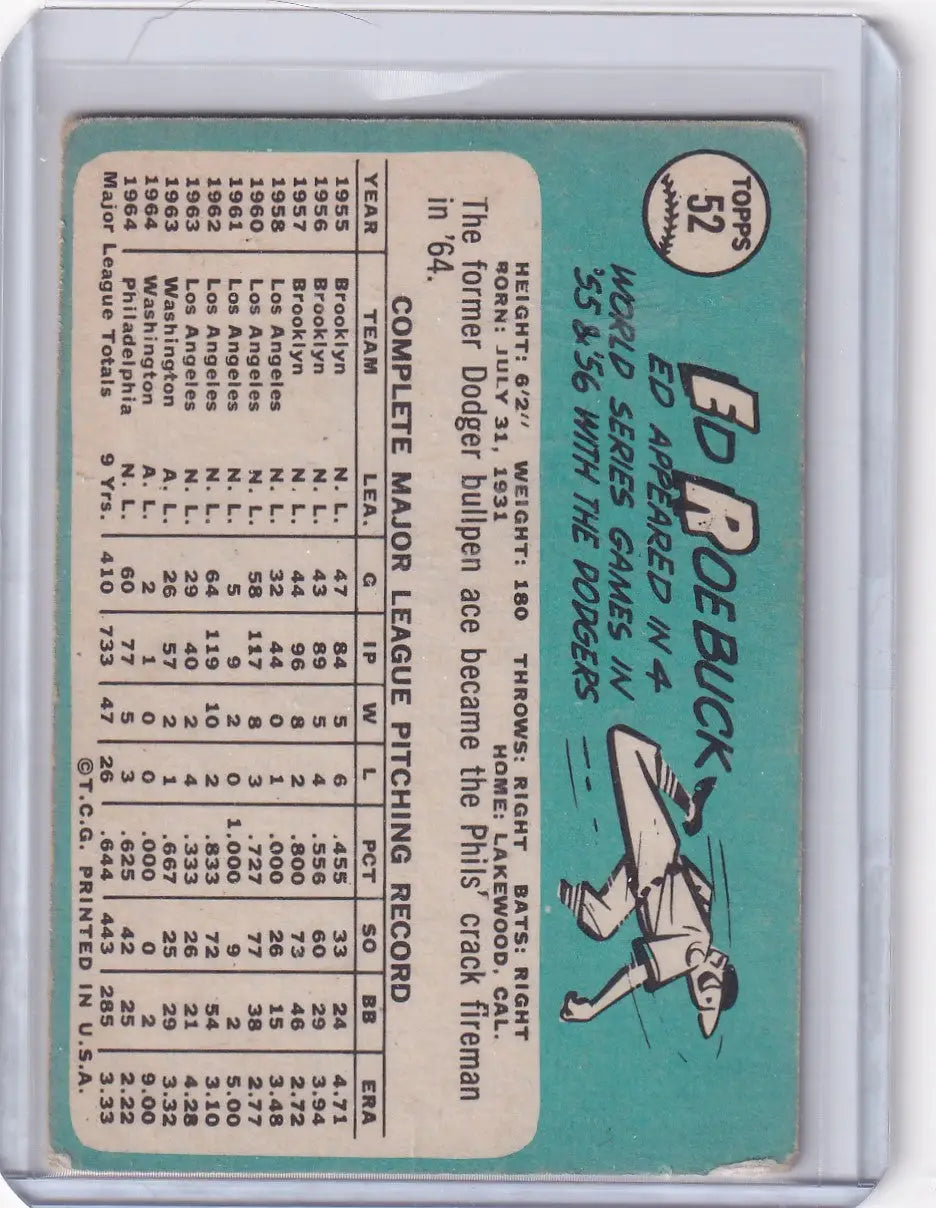 TOPPS
52
ED ROEBUCK
ED APPEARED IN 4
WORLD SERIES GAMES IN
'55 & '56 WITH THE DODGERS
HEIGHT: 6'2" WEIGHT: 180 THROWS: RIGHT BATS: RIGHT
BORN: JULY 31, 1931 HOME: LAKEWOOD, CAL.
The former Dodger bullpen ace became the Phils' crack fireman
in '64.
COMPLETE MAJOR LEAGUE PITCHING RECORD
YEAR TEAM LEA. G IP W L PCT SO BB ERA
1955 Brooklyn N. L. 47 84 5 6 .455 33 24 4.71
1956 Brooklyn N. L. 43 89 5 4 .556 60 29 3.94
1957 Brooklyn N. L. 44 96 8 2 .800 73 46 2.72
1958 Los Angeles N. L. 32 44 0 1 .000 26 15 3.48
1960 Los Angeles N. L. 58 117 8 3 .727 77 38 2.77
1961 Los Angeles N. L. 5 9 2 0 1.000 9 2 5.00
1962 Los Angeles N. L. 64 119 10 2 .833 72 54 3.10
1963 Los Angeles N. L. 29 40 2 4 .333 26 21 4.28
1963 Washington A. L. 26 57 2 1 .667 25 29 3.32
1964 Washington A. L. 2 1 0 0 .000 0 2 9.00
1964 Philadelphia N. L. 60 77 5 3 .625 42 25 2.22
Major League Totals 9 Yrs. 410 733 47 26 .644 443 285 3.33
©T.C.G. PRINTED IN U.S.A.